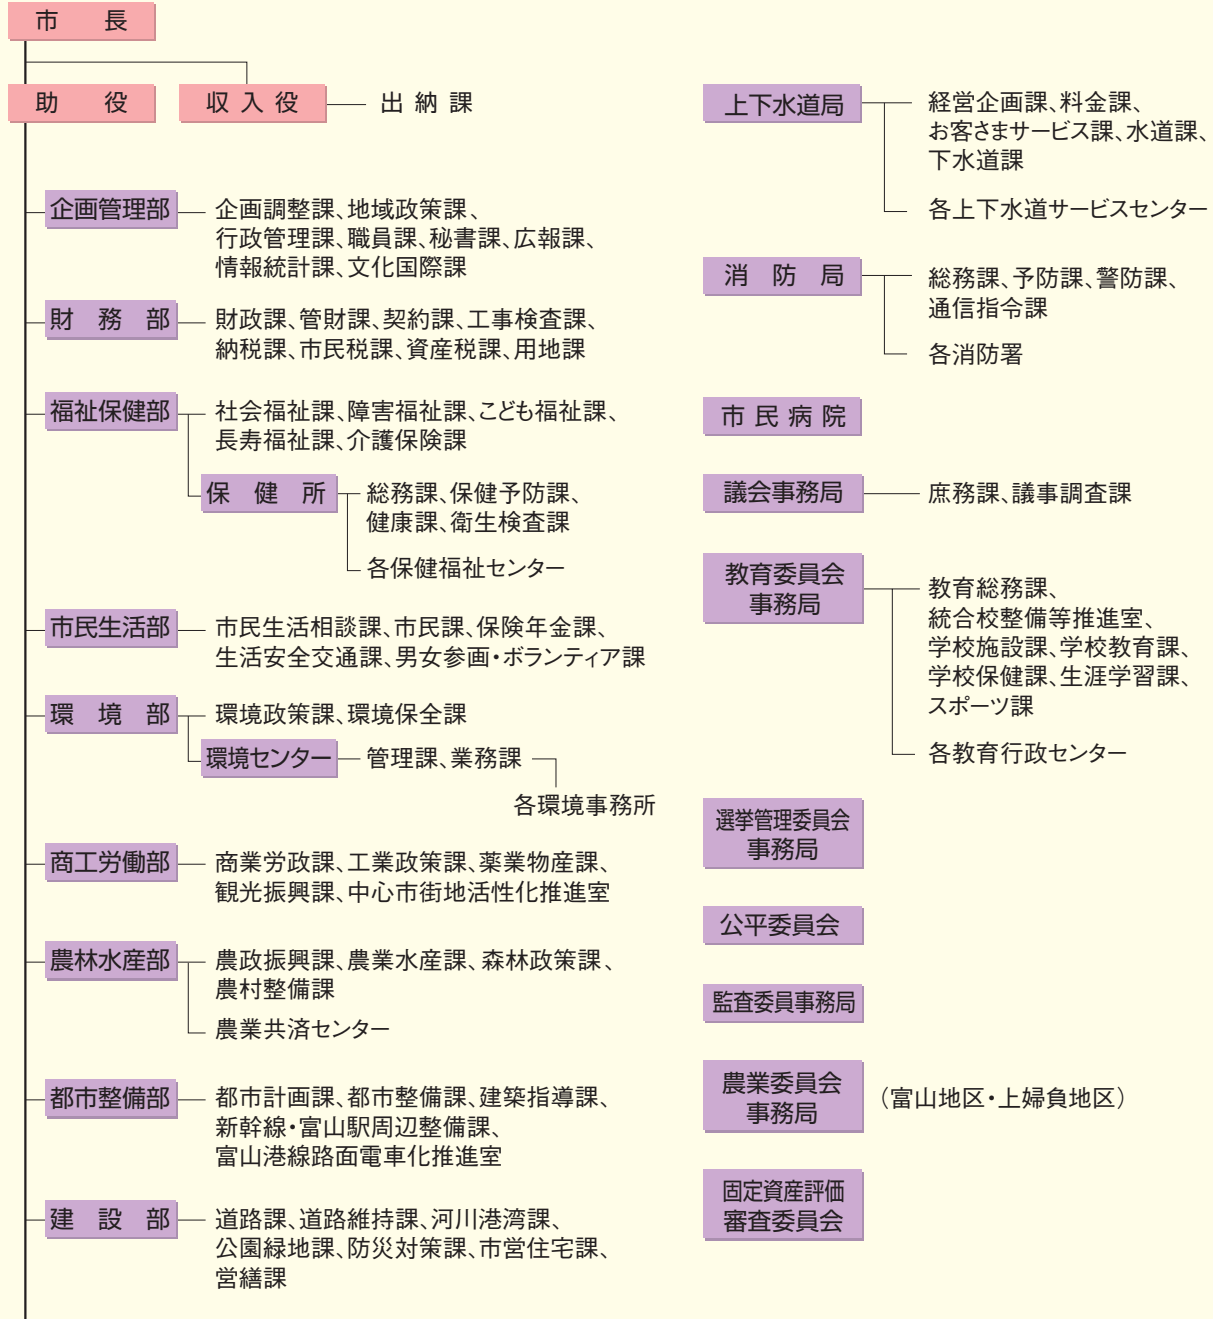 市長
助役
収入役
出納課
企画管理部
企画調整課、地域政策課、
行政管理課、職員課、秘書課、広報課、
情報統計課、文化国際課
財務部
財政課、管財課、契約課、工事検査課、
納税課、市民税課、資産税課、用地課
福祉保健部
社会福祉課、障害福祉課、こども福祉課、
長寿福祉課、介護保険課
保健所
総務課、保健予防課、
健康課、衛生検査課
各保健福祉センター
市民生活部
市民生活相談課、市民課、保険年金課、
生活安全交通課、男女参画・ボランティア課
環境部
環境政策課、環境保全課
環境センター
管理課、業務課
各環境事務所
商工労働部
商業労政課、工業政策課、薬業物産課、
観光振興課、中心市街地活性化推進室
農林水産部
農政振興課、農業水産課、森林政策課、
農村整備課
農業共済センター
都市整備部
都市計画課、都市整備課、建築指導課、
新幹線・富山駅周辺整備課、
富山港線路面電車化推進室
建設部
道路課、道路維持課、河川港湾課、
公園緑地課、防災対策課、市営住宅課、
営繕課
上下水道局
経営企画課、料金課、
お客さまサービス課、水道課、
下水道課
各上下水道サービスセンター
消防局
総務課、予防課、警防課、
通信指令課
各消防署
市民病院
議会事務局
庶務課、議事調査課
教育委員会
事務局
教育総務課、
統合校整備等推進室、
学校施設課、学校教育課、
学校保健課、生涯学習課、
スポーツ課
各教育行政センター
選挙管理委員会
事務局
公平委員会
監査委員事務局
農業委員会
事務局
（富山地区・上婦負地区）
固定資産評価
審査委員会